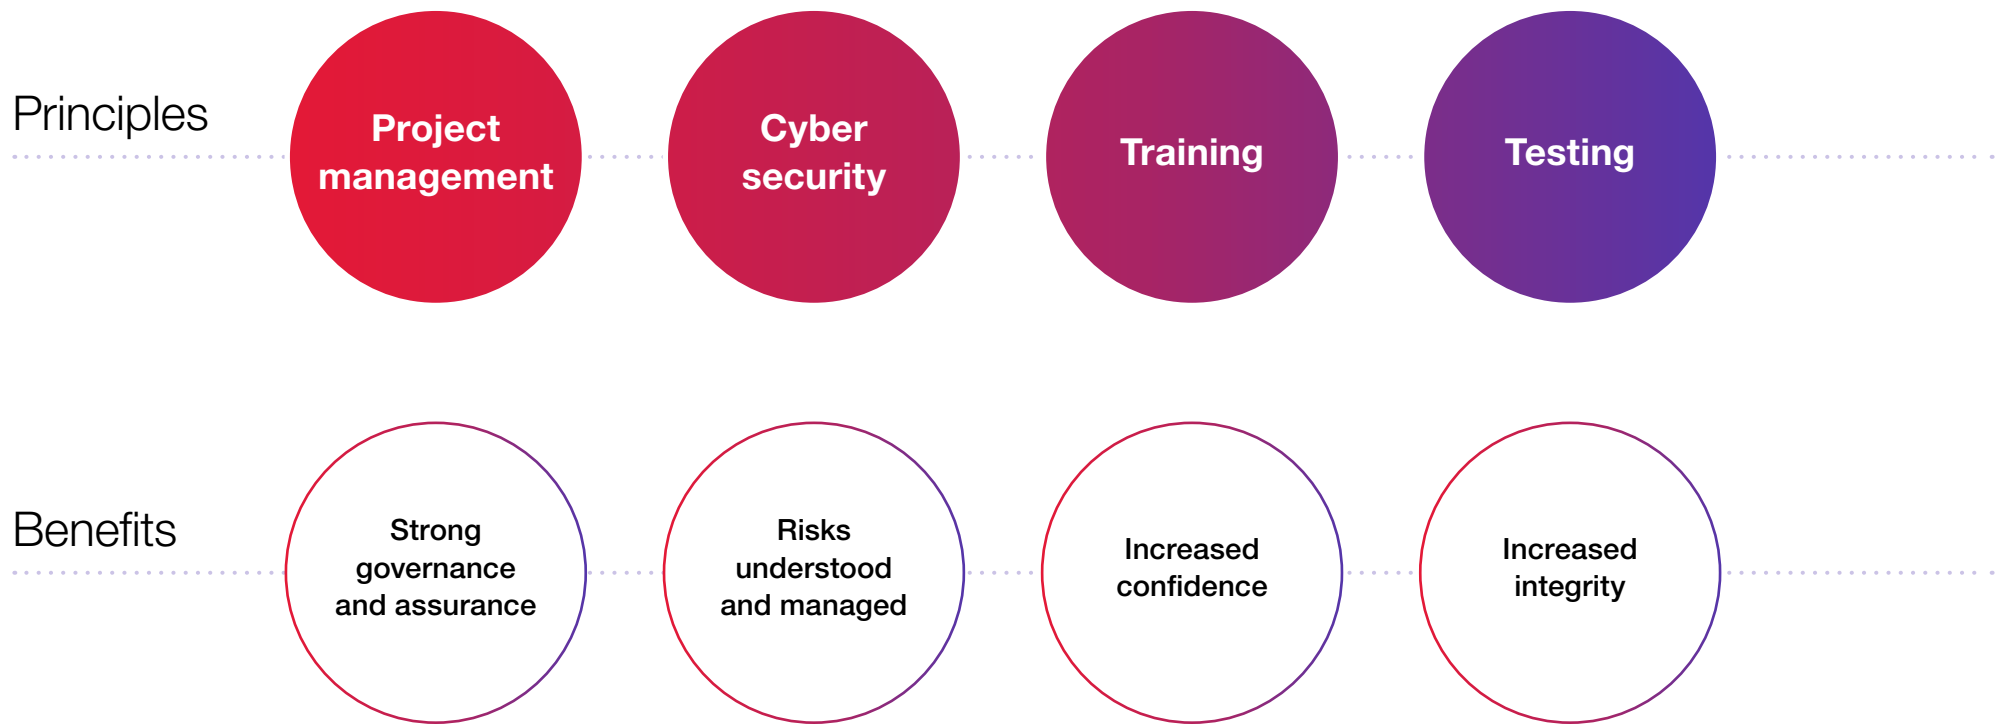 Principles
Project
management
Cyber
security
Training
Testing
Benefits
Strong
governance
and assurance
Risks
understood
and managed
Increased
confidence
Increased
integrity